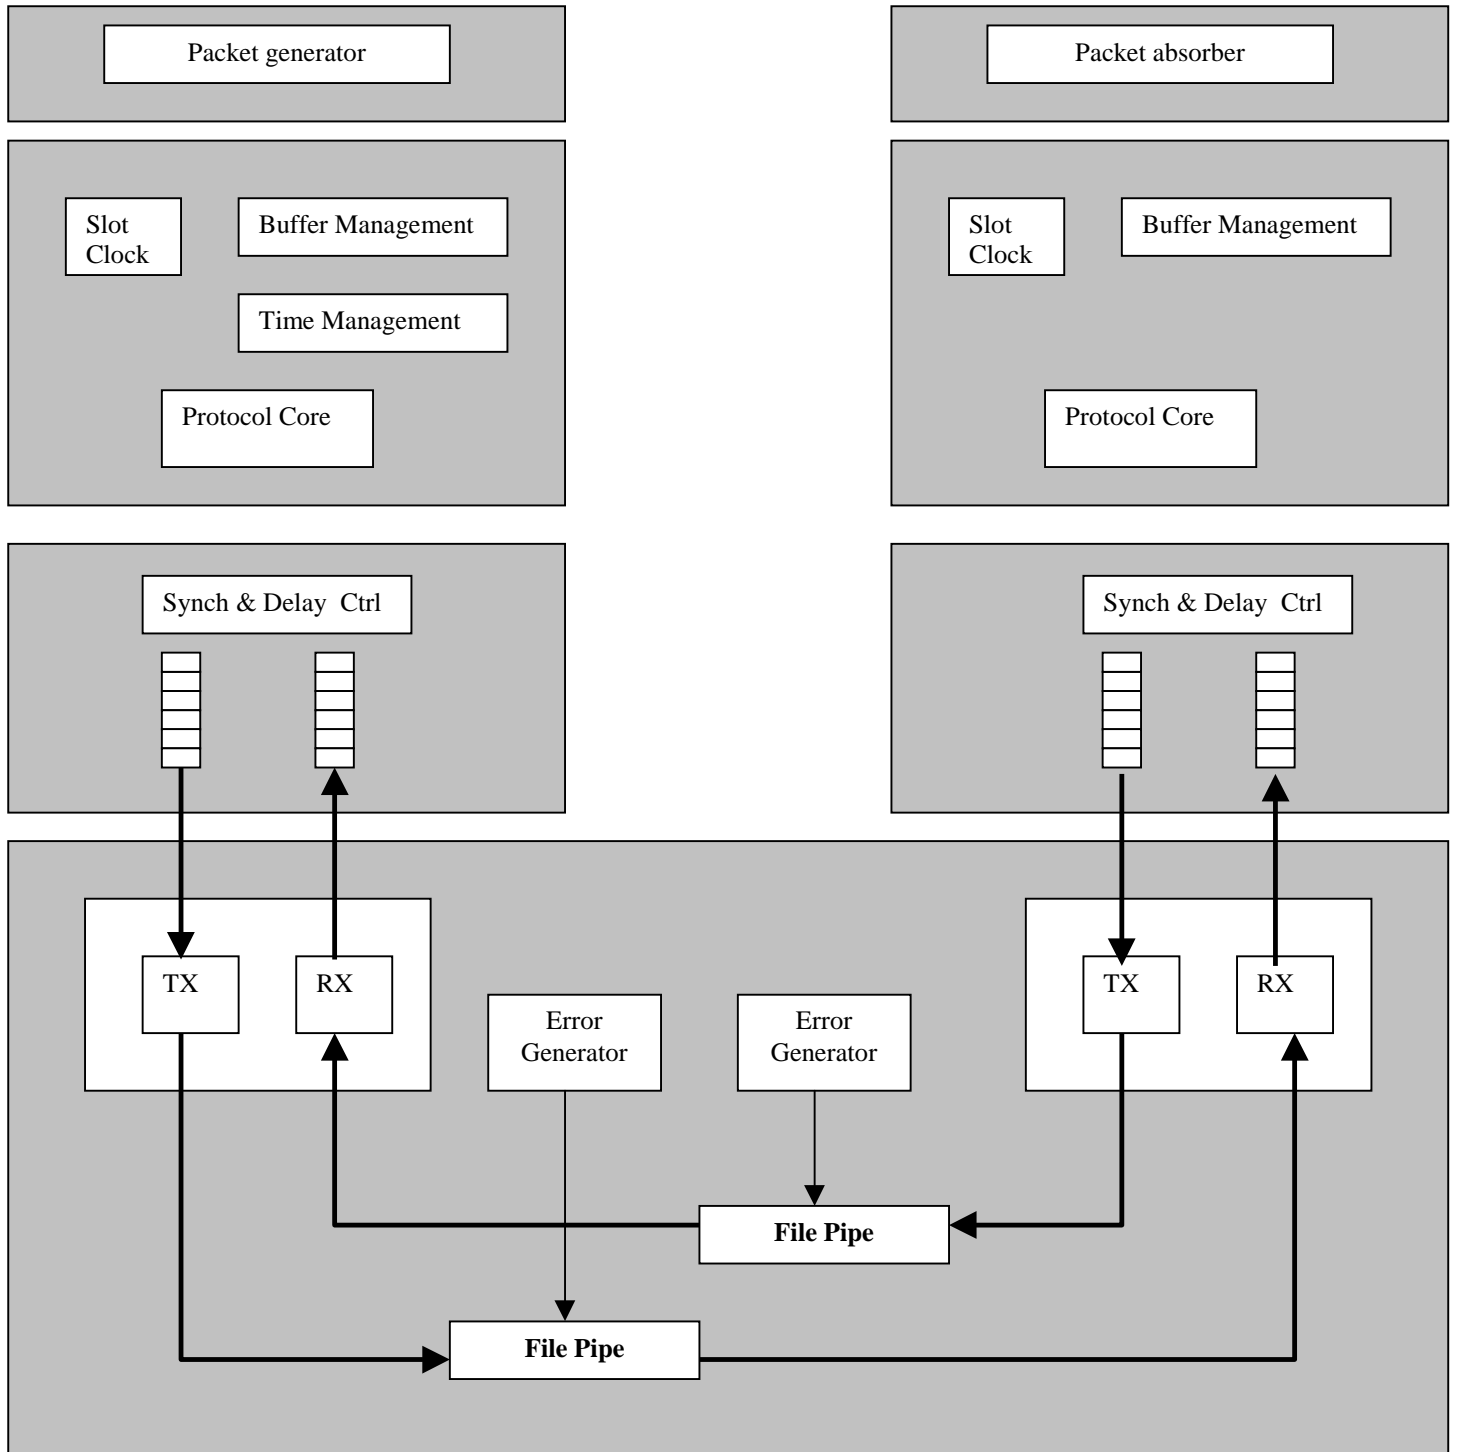 Packet generator
Packet absorber
Slot
Clock
Buffer Management
Time Management
Protocol Core
Slot
Clock
Buffer Management
Protocol Core
Synch & Delay  Ctrl
Synch & Delay  Ctrl
TX
RX
Error
Generator
Error
Generator
TX
RX
File Pipe
File Pipe